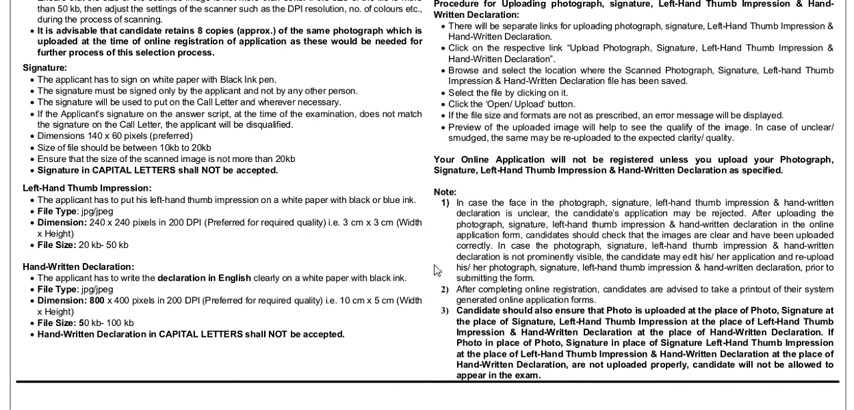 than 50 kb, then adjust the settings of the scanner such as the DPI resolution, no. of colours etc.,
during the process of scanning.
• It is advisable that candidate retains 8 copies (approx.) of the same photograph which is
uploaded at the time of online registration of application as these would be needed for
further process of this selection process.
Signature:
• The applicant has to sign on white paper with Black Ink pen.
• The signature must be signed only by the applicant and not by any other person.
• The signature will be used to put on the Call Letter and wherever necessary.
• If the Applicant's signature on the answer script, at the time of the examination, does not match
the signature on the Call Letter, the applicant will be disqualified.
• Dimensions 140 x 60 pixels (preferred)
• Size of file should be between 10kb to 20kb
• Ensure that the size of the scanned image is not more than 20kb
• Signature in CAPITAL LETTERS shall NOT be accepted.
Left-Hand Thumb Impression:
• The applicant has to put his left-hand thumb impression on a white paper with black or blue ink.
• File Type: jpg/jpeg
• Dimension: 240 x 240 pixels in 200 DPI (Preferred for required quality) i.e. 3 cm x 3 cm (Width
x Height)
• File Size: 20 kb- 50 kb
Hand-Written Declaration:
• The applicant has to write the declaration in English clearly on a white paper with black ink.
• File Type: jpg/jpeg
• Dimension: 800 x 400 pixels in 200 DPI (Preferred for required quality) i.e. 10 cm x 5 cm (Width
x Height)
• File Size: 50 kb- 100 kb
• Hand-Written Declaration in CAPITAL LETTERS shall NOT be accepted.
Procedure for Uploading photograph, signature, Left-Hand Thumb Impression & Hand-
Written Declaration:
• There will be separate links for uploading photograph, signature, Left-Hand Thumb Impression &
Hand-Written Declaration.
• Click on the respective link "Upload Photograph, Signature, Left-Hand Thumb Impression &
Hand-Written Declaration".
• Browse and select the location where the Scanned Photograph, Signature, Left-hand Thumb
Impression & Hand-Written Declaration file has been saved.
• Select the file by clicking on it.
• Click the 'Open/ Upload' button.
• If the file size and formats are not as prescribed, an error message will be displayed.
• Preview of the uploaded image will help to see the quality of the image. In case of unclear/
smudged, the same may be re-uploaded to the expected clarity/ quality.
Your Online Application will not be registered unless you upload your Photograph,
Signature, Left-Hand Thumb Impression & Hand-Written Declaration as specified.
Note:
1) In case the face in the photograph, signature, left-hand thumb impression & hand-written
declaration is unclear, the candidate's application may be rejected. After uploading the
photograph, signature, left-hand thumb impression & hand-written declaration in the online
application form, candidates should check that the images are clear and have been uploaded
correctly. In case the photograph, signature, left-hand thumb impression & hand-written
declaration is not prominently visible, the candidate may edit his/ her application and re-upload
his/ her photograph, signature, left-hand thumb impression & hand-written declaration, prior to
submitting the form.
2) After completing online registration, candidates are advised to take a printout of their system
generated online application forms.
3) Candidate should also ensure that Photo is uploaded at the place of Photo, Signature at
the place of Signature, Left-Hand Thumb Impression at the place of Left-Hand Thumb
Impression & Hand-Written Declaration at the place of Hand-Written Declaration. If
Photo in place of Photo, Signature in place of Signature Left-Hand Thumb Impression
at the place of Left-Hand Thumb Impression & Hand-Written Declaration at the place of
Hand-Written Declaration, are not uploaded properly, candidate will not be allowed to
appear in the exam.